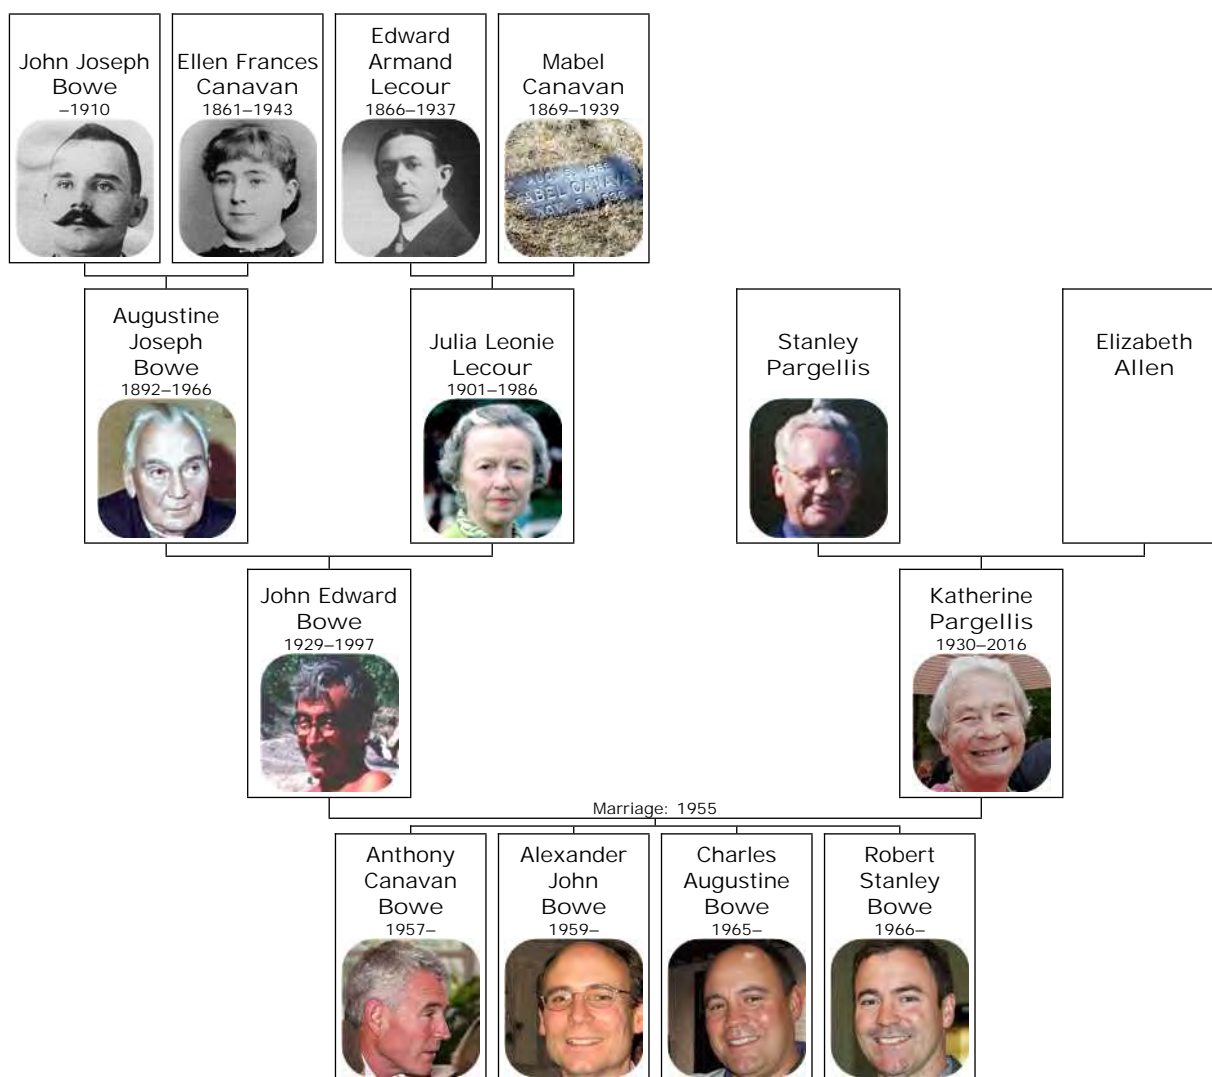 John Joseph
Bowe
–1910
Ellen Frances
Canavan
1861–1943
Edward
Armand
Lecour
1866–1937
Mabel
Canavan
1869–1939
Augustine
Joseph
Bowe
1892–1966
Julia Leonie
Lecour
1901–1986
Stanley
Pargellis
Elizabeth
Allen
John Edward
Bowe
1929–1997
Katherine
Pargellis
1930–2016
Marriage: 1955
Anthony
Canavan
Bowe
1957–
Alexander
John
Bowe
1959–
Charles
Augustine
Bowe
1965–
Robert
Stanley
Bowe
1966–